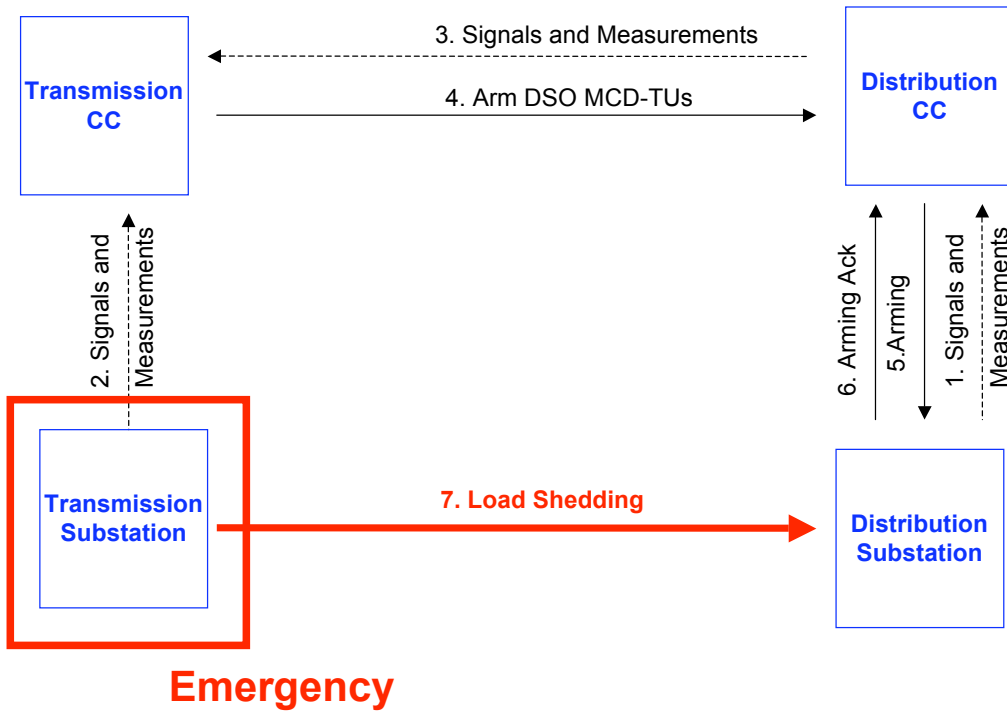 3. Signals and Measurements
Transmission
CC
Distribution
CC
4. Arm DSO MCD-TUs
2. Signals and
Measurements
6. Arming Ack
5.Arming
1. Signals and
Measurements
Transmission
Substation
7. Load Shedding
Distribution
Substation
Emergency